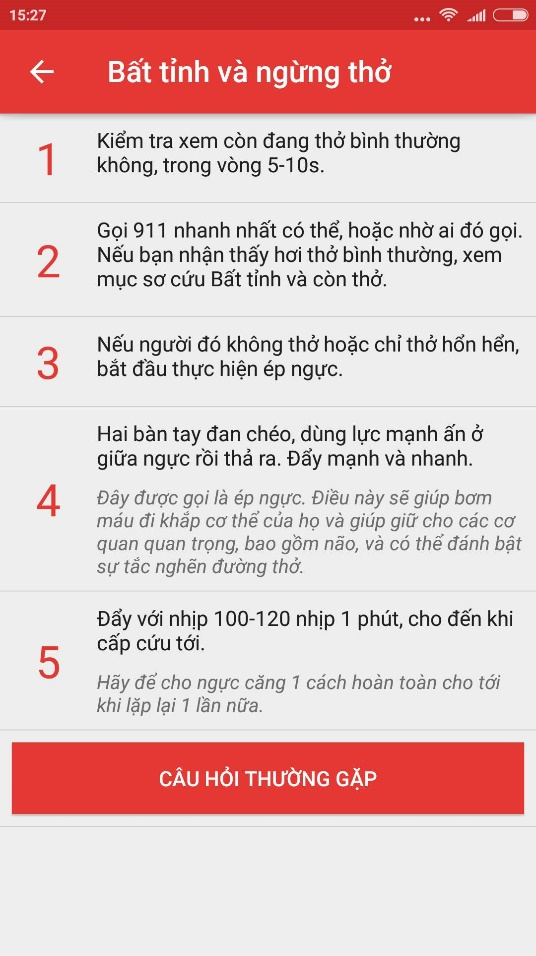 15:27
Bất tỉnh và ngừng thở
1
Kiểm tra xem còn đang thở bình thường
không, trong vòng 5-10s.
2
Gọi 911 nhanh nhất có thể, hoặc nhờ ai đó gọi.
Nếu bạn nhận thấy hơi thở bình thường, xem
mục sơ cứu Bất tỉnh và còn thở.
3
Nếu người đó không thở hoặc chỉ thở hổn hển,
bắt đầu thực hiện ép ngực.
4
Hai bàn tay đan chéo, dùng lực mạnh ấn ở
giữa ngực rồi thả ra. Đẩy mạnh và nhanh.
Đây được gọi là ép ngực. Điều này sẽ giúp bơm
máu đi khắp cơ thể của họ và giúp giữ cho các cơ
quan quan trọng, bao gồm não, và có thể đánh bật
sự tắc nghẽn đường thở.
5
Đẩy với nhịp 100-120 nhịp 1 phút, cho đến khi
cấp cứu tới.
Hãy để cho ngực căng 1 cách hoàn toàn cho tới
khi lặp lại 1 lần nữa.
CÂU HỎI THƯỜNG GẶP